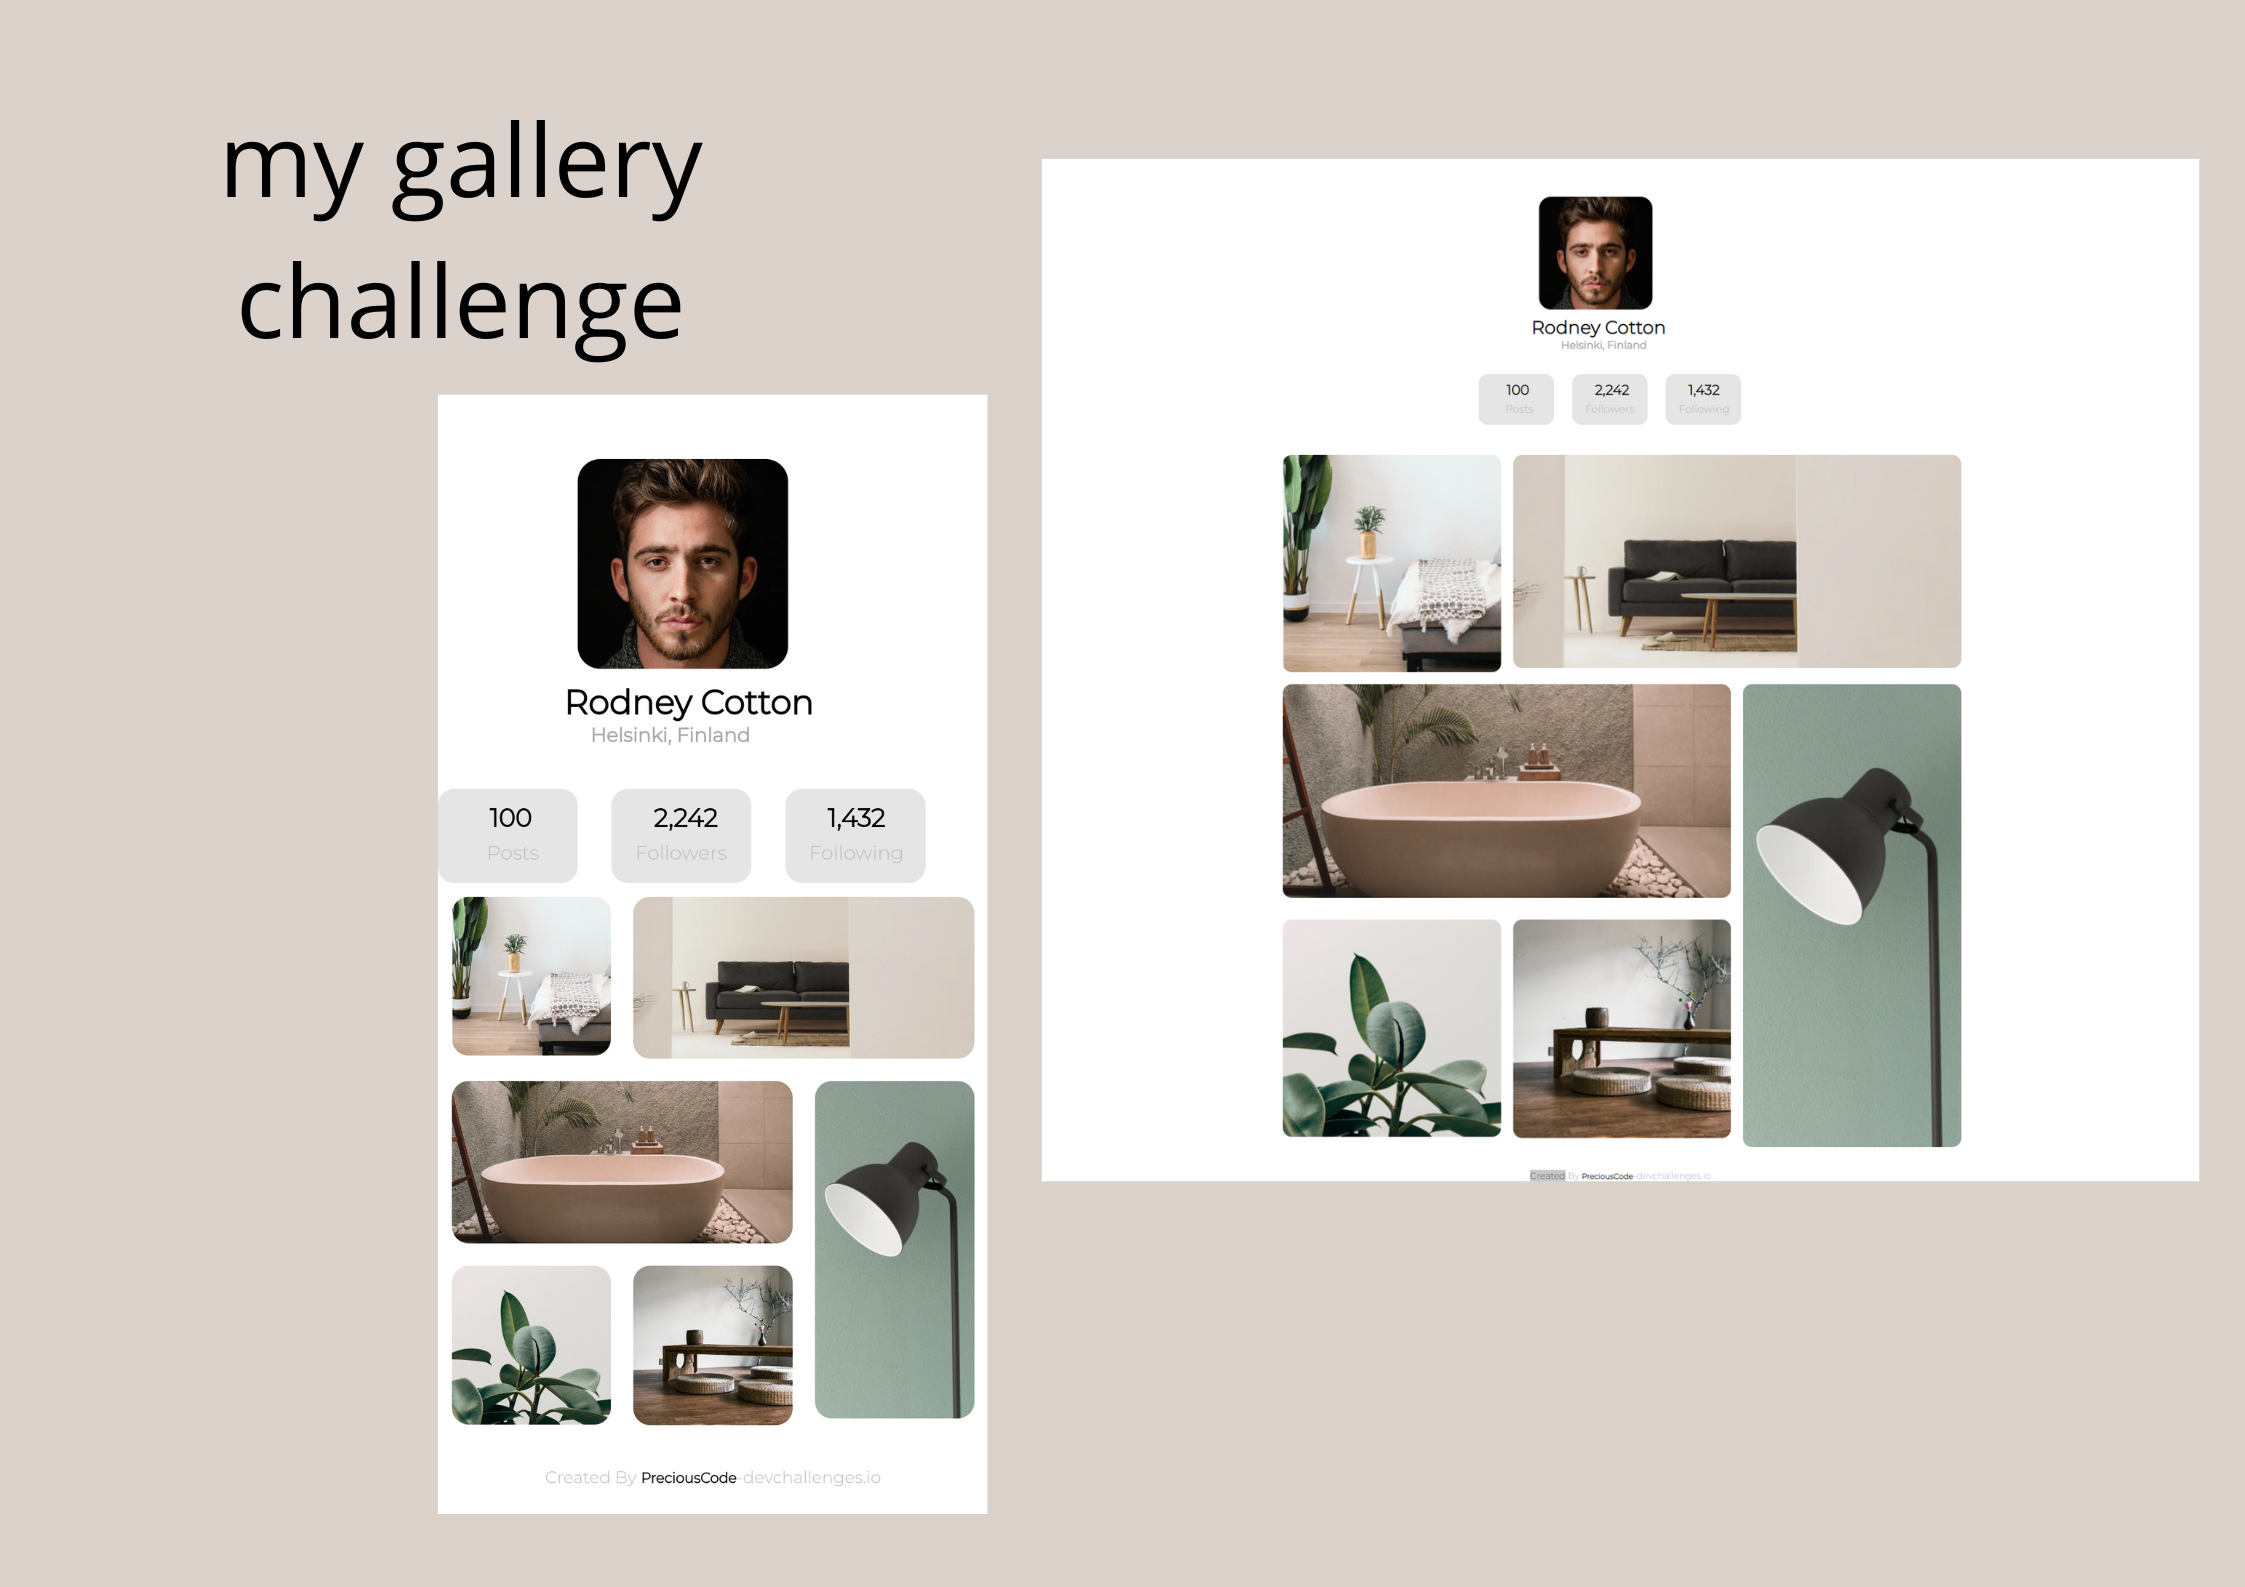 my gallery
challenge
Rodney Cotton
Helsinki, Finland
100 2,242 1,432
Posts Followers Following
Created By PreciousCode-devchallenges.io
Rodney Cotton
Helsinki, Finland
100 2,242 1,432
Posts Followers Following
Created By PreciousCode-devchallenges.io